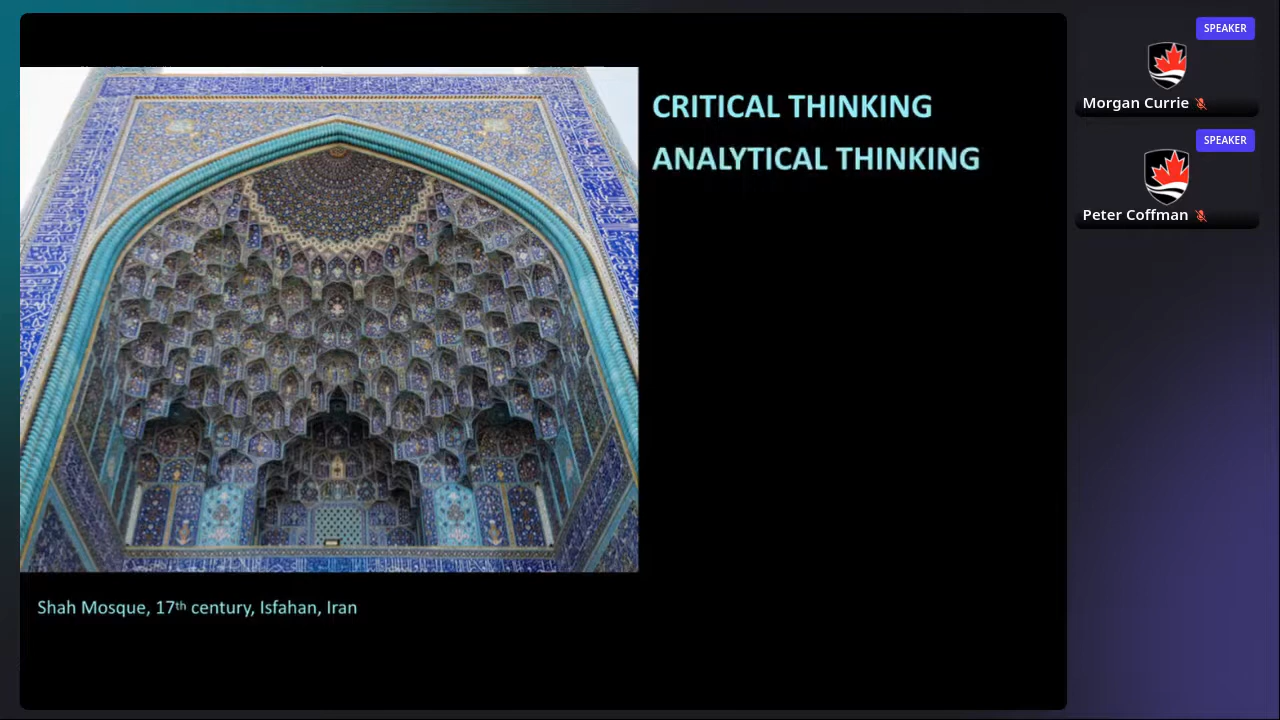 CRITICAL THINKING
ANALYTICAL THINKING
Shah Mosque, 17th century, Isfahan, Iran
SPEAKER
Morgan Currie
SPEAKER
Peter Coffman